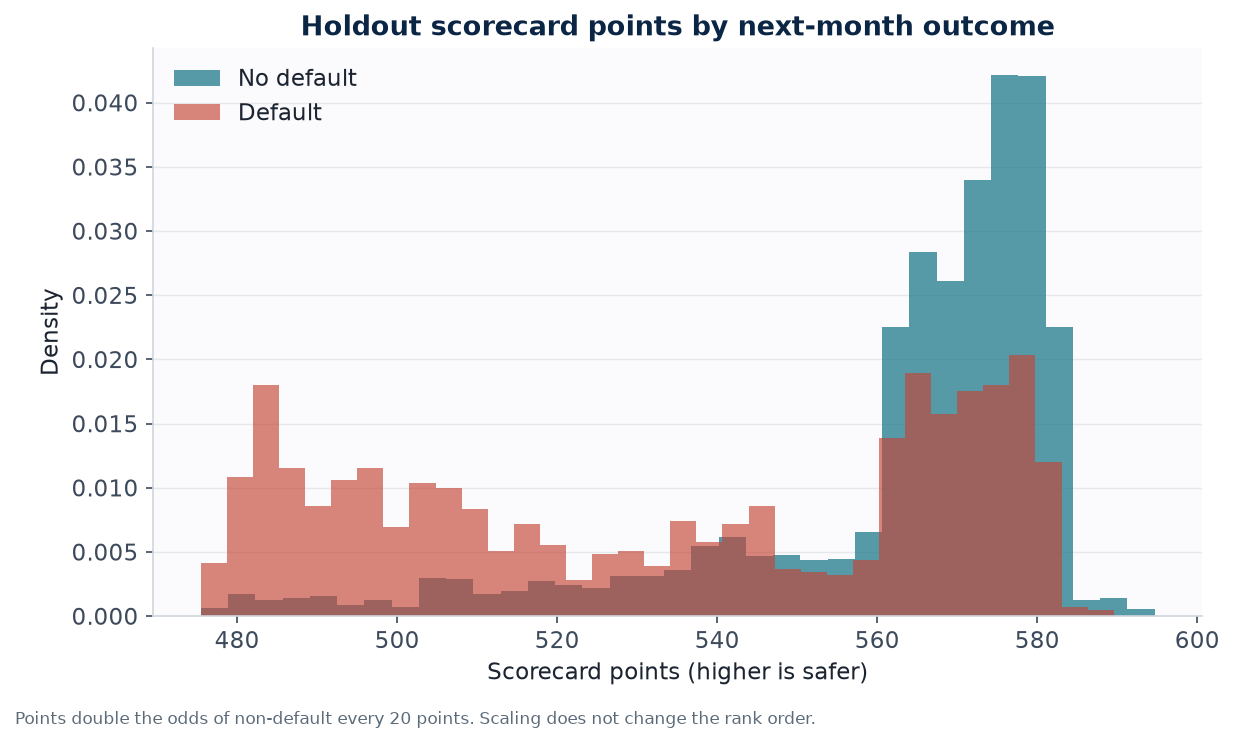 Holdout scorecard points by next-month outcome
No default
Default
0.040
0.035
0.030
0.025
0.020
0.015
0.010
0.005
0.000
Density
480 500 520 540 560 580 600
Scorecard points (higher is safer)
Points double the odds of non-default every 20 points. Scaling does not change the rank order.